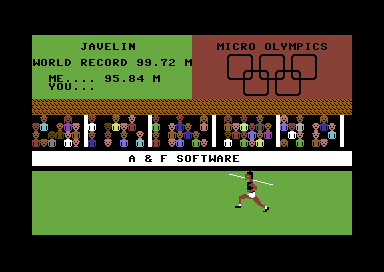 JAVELIN
WORLD RECORD 99.72 M
ME.... 95.84 M
YOU...
MICRO OLYMPICS
A & F SOFTWARE